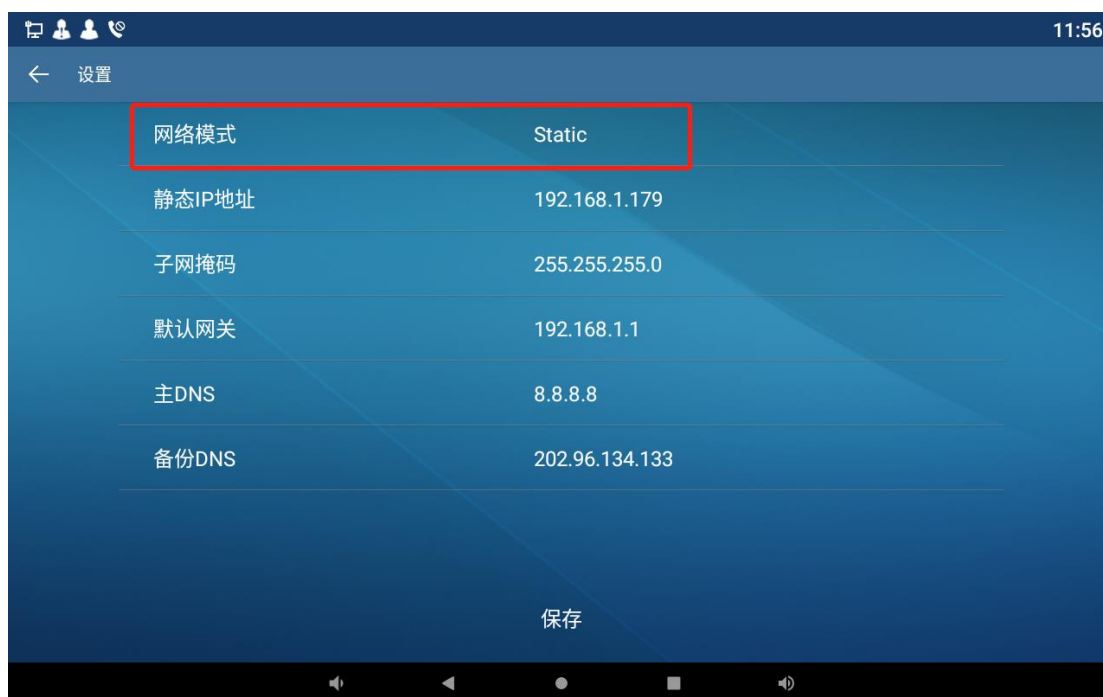 11:56
设置
网络模式 Static
静态IP地址 192.168.1.179
子网掩码 255.255.255.0
默认网关 192.168.1.1
主DNS 8.8.8.8
备份DNS 202.96.134.133
保存